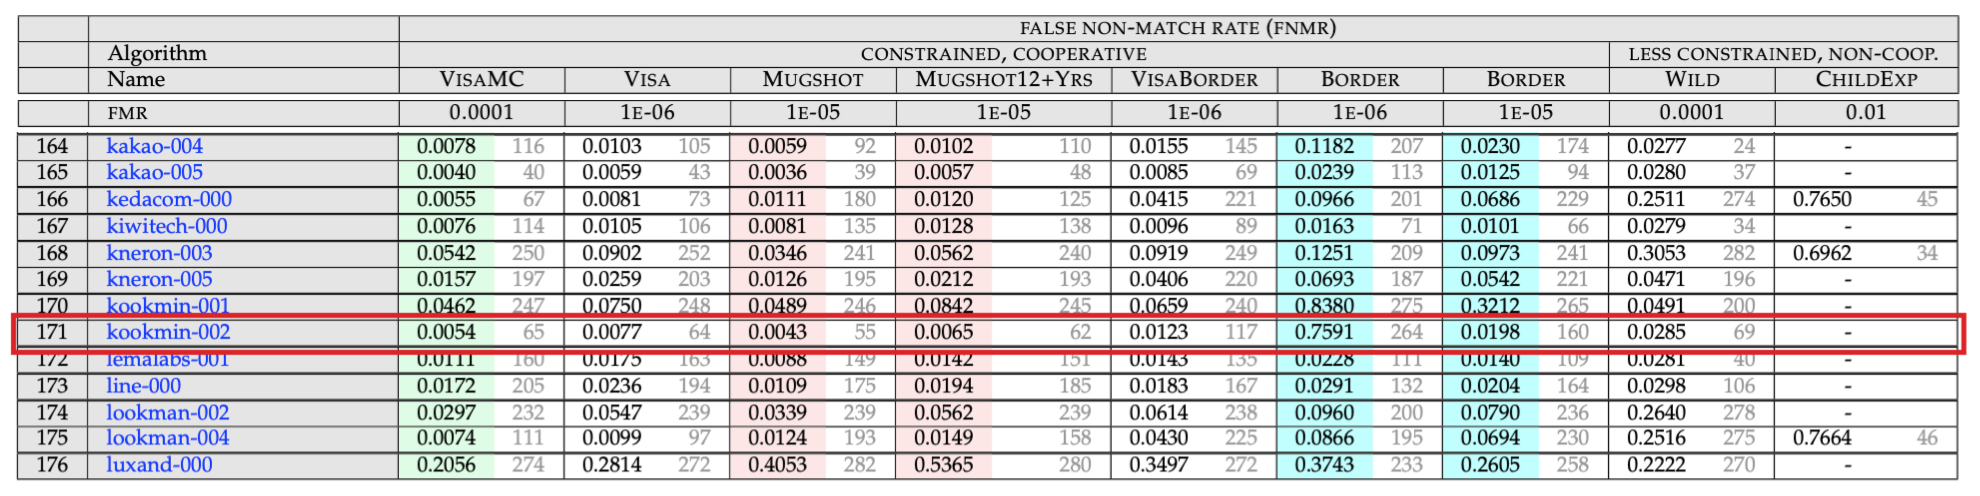 FALSE NON-MATCH RATE (FNMR)
Algorithm CONSTRAINED, COOPERATIVE LESS CONSTRAINED, NON-COOP.
Name VISAMC VISA MUGSHOT MUGSHOT12+YRS VISABORDER BORDER BORDER WILD CHILDEXP
FMR 0.0001 1E-06 1E-05 1E-05 1E-06 1E-06 1E-05 0.0001 0.01
164 kakao-004 0.0078 116 0.0103 105 0.0059 92 0.0102 110 0.0155 145 0.1182 207 0.0230 174 0.0277 24 -
165 kakao-005 0.0040 40 0.0059 43 0.0036 39 0.0057 48 0.0085 69 0.0239 113 0.0125 94 0.0280 37 -
166 kedacom-000 0.0055 67 0.0081 73 0.0111 180 0.0120 125 0.0415 221 0.0966 201 0.0686 229 0.2511 274 0.7650 45
167 kiwitech-000 0.0076 114 0.0105 106 0.0081 135 0.0128 138 0.0096 89 0.0163 71 0.0101 66 0.0279 34 -
168 kneron-003 0.0542 250 0.0902 252 0.0346 241 0.0562 240 0.0919 249 0.1251 209 0.0973 241 0.3053 282 0.6962 34
169 kneron-005 0.0157 197 0.0259 203 0.0126 195 0.0212 193 0.0406 220 0.0693 187 0.0542 221 0.0471 196 -
170 kookmin-001 0.0462 247 0.0750 248 0.0489 246 0.0842 245 0.0659 240 0.8380 275 0.3212 265 0.0491 200 -
171 kookmin-002 0.0054 65 0.0077 64 0.0043 55 0.0065 62 0.0123 117 0.7591 264 0.0198 160 0.0285 69 -
172 lemalabs-001 0.0111 160 0.0175 163 0.0088 149 0.0142 151 0.0143 135 0.0228 111 0.0140 109 0.0281 40 -
173 line-000 0.0172 205 0.0236 194 0.0109 175 0.0194 185 0.0183 167 0.0291 132 0.0204 164 0.0298 106 -
174 lookman-002 0.0297 232 0.0547 239 0.0339 239 0.0562 239 0.0614 238 0.0960 200 0.0790 236 0.2640 278 -
175 lookman-004 0.0074 111 0.0099 97 0.0124 193 0.0149 158 0.0430 225 0.0866 195 0.0694 230 0.2516 275 0.7664 46
176 luxand-000 0.2056 274 0.2814 272 0.4053 282 0.5365 280 0.3497 272 0.3743 233 0.2605 258 0.2222 270 -